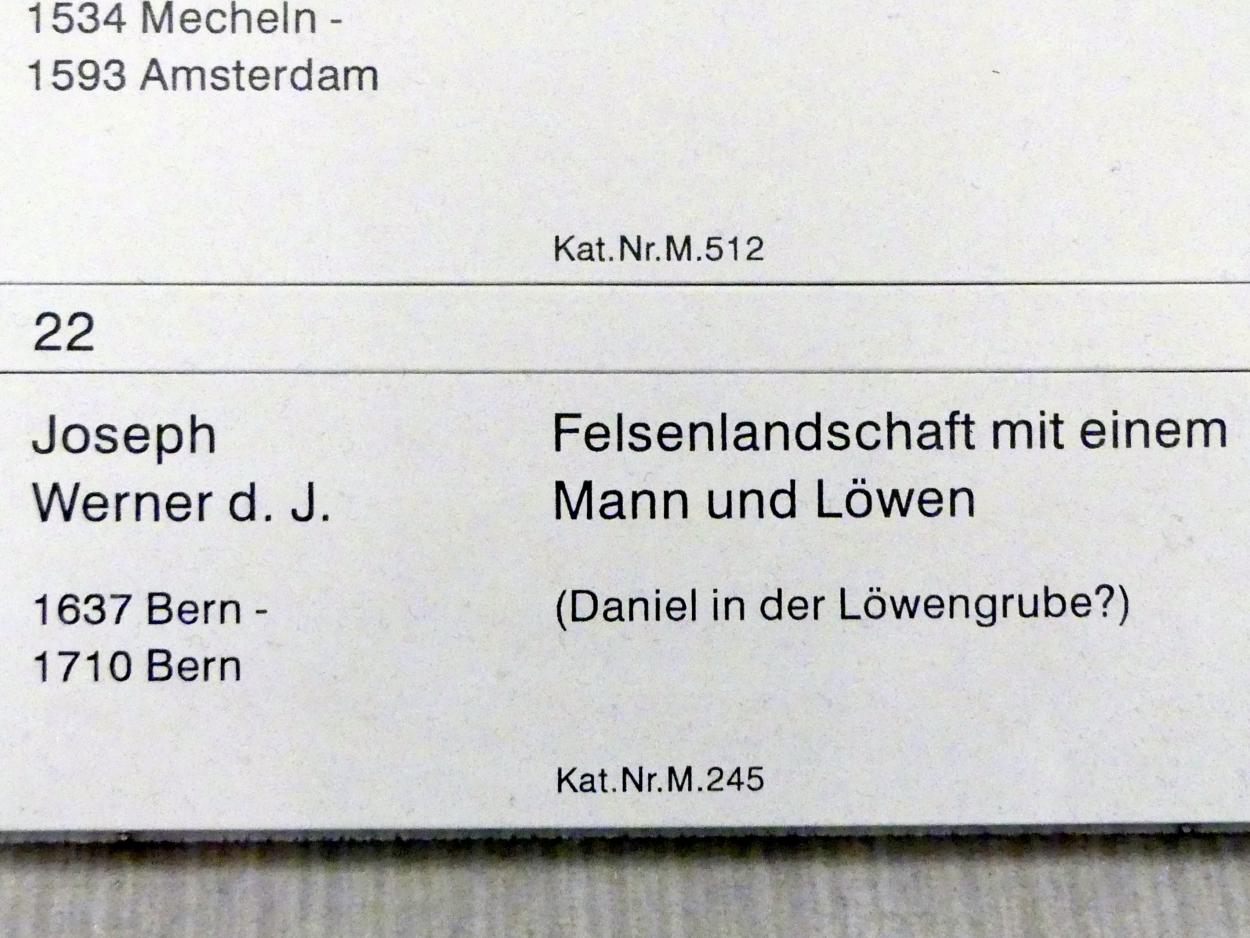 1534 Mecheln -
1593 Amsterdam
Kat.Nr.M.512
22
Joseph
Werner d. J.
1637 Bern -
1710 Bern
Felsenlandschaft mit einem
Mann und Löwen
(Daniel in der Löwengrube?)
Kat.Nr.M.245